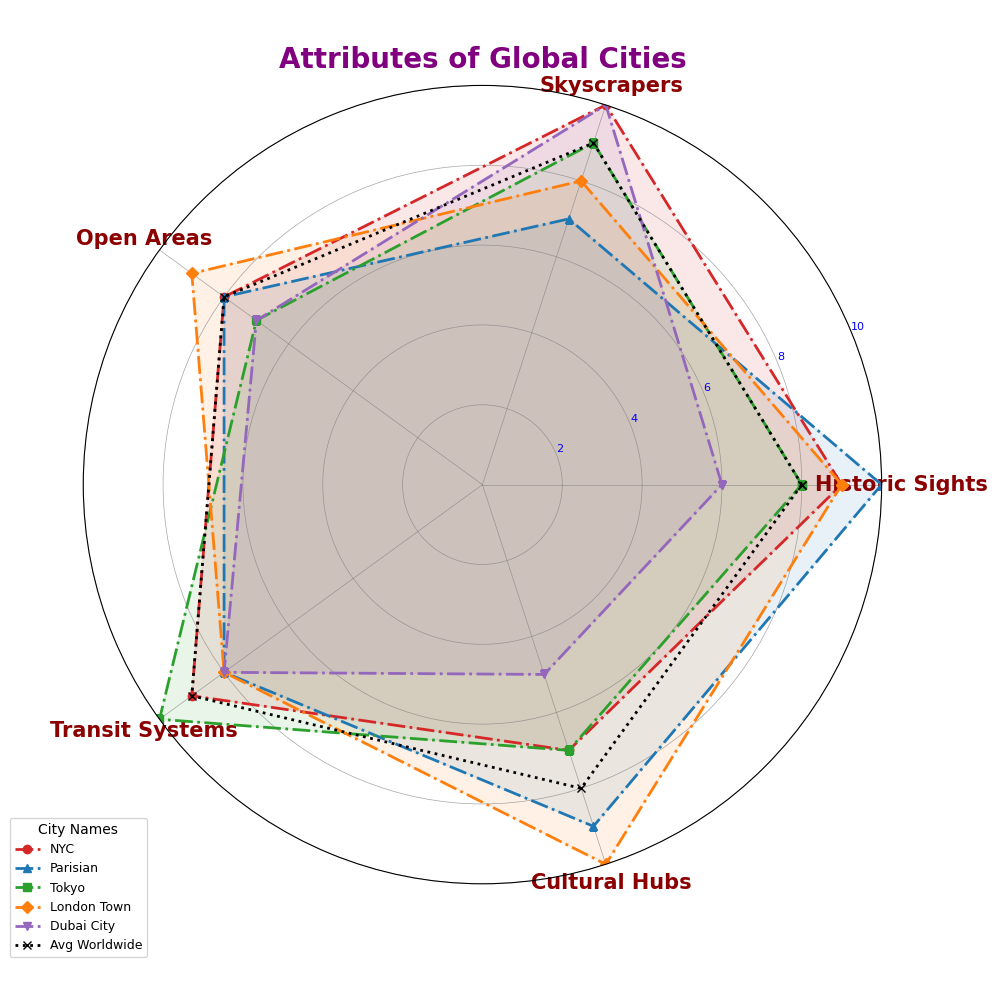 Attributes of Global Cities
Skyscrapers
Open Areas
10
8
6
4
2
Historic Sights
Transit Systems
Cultural Hubs
City Names
NYC
Parisian
Tokyo
London Town
Dubai City
Avg Worldwide